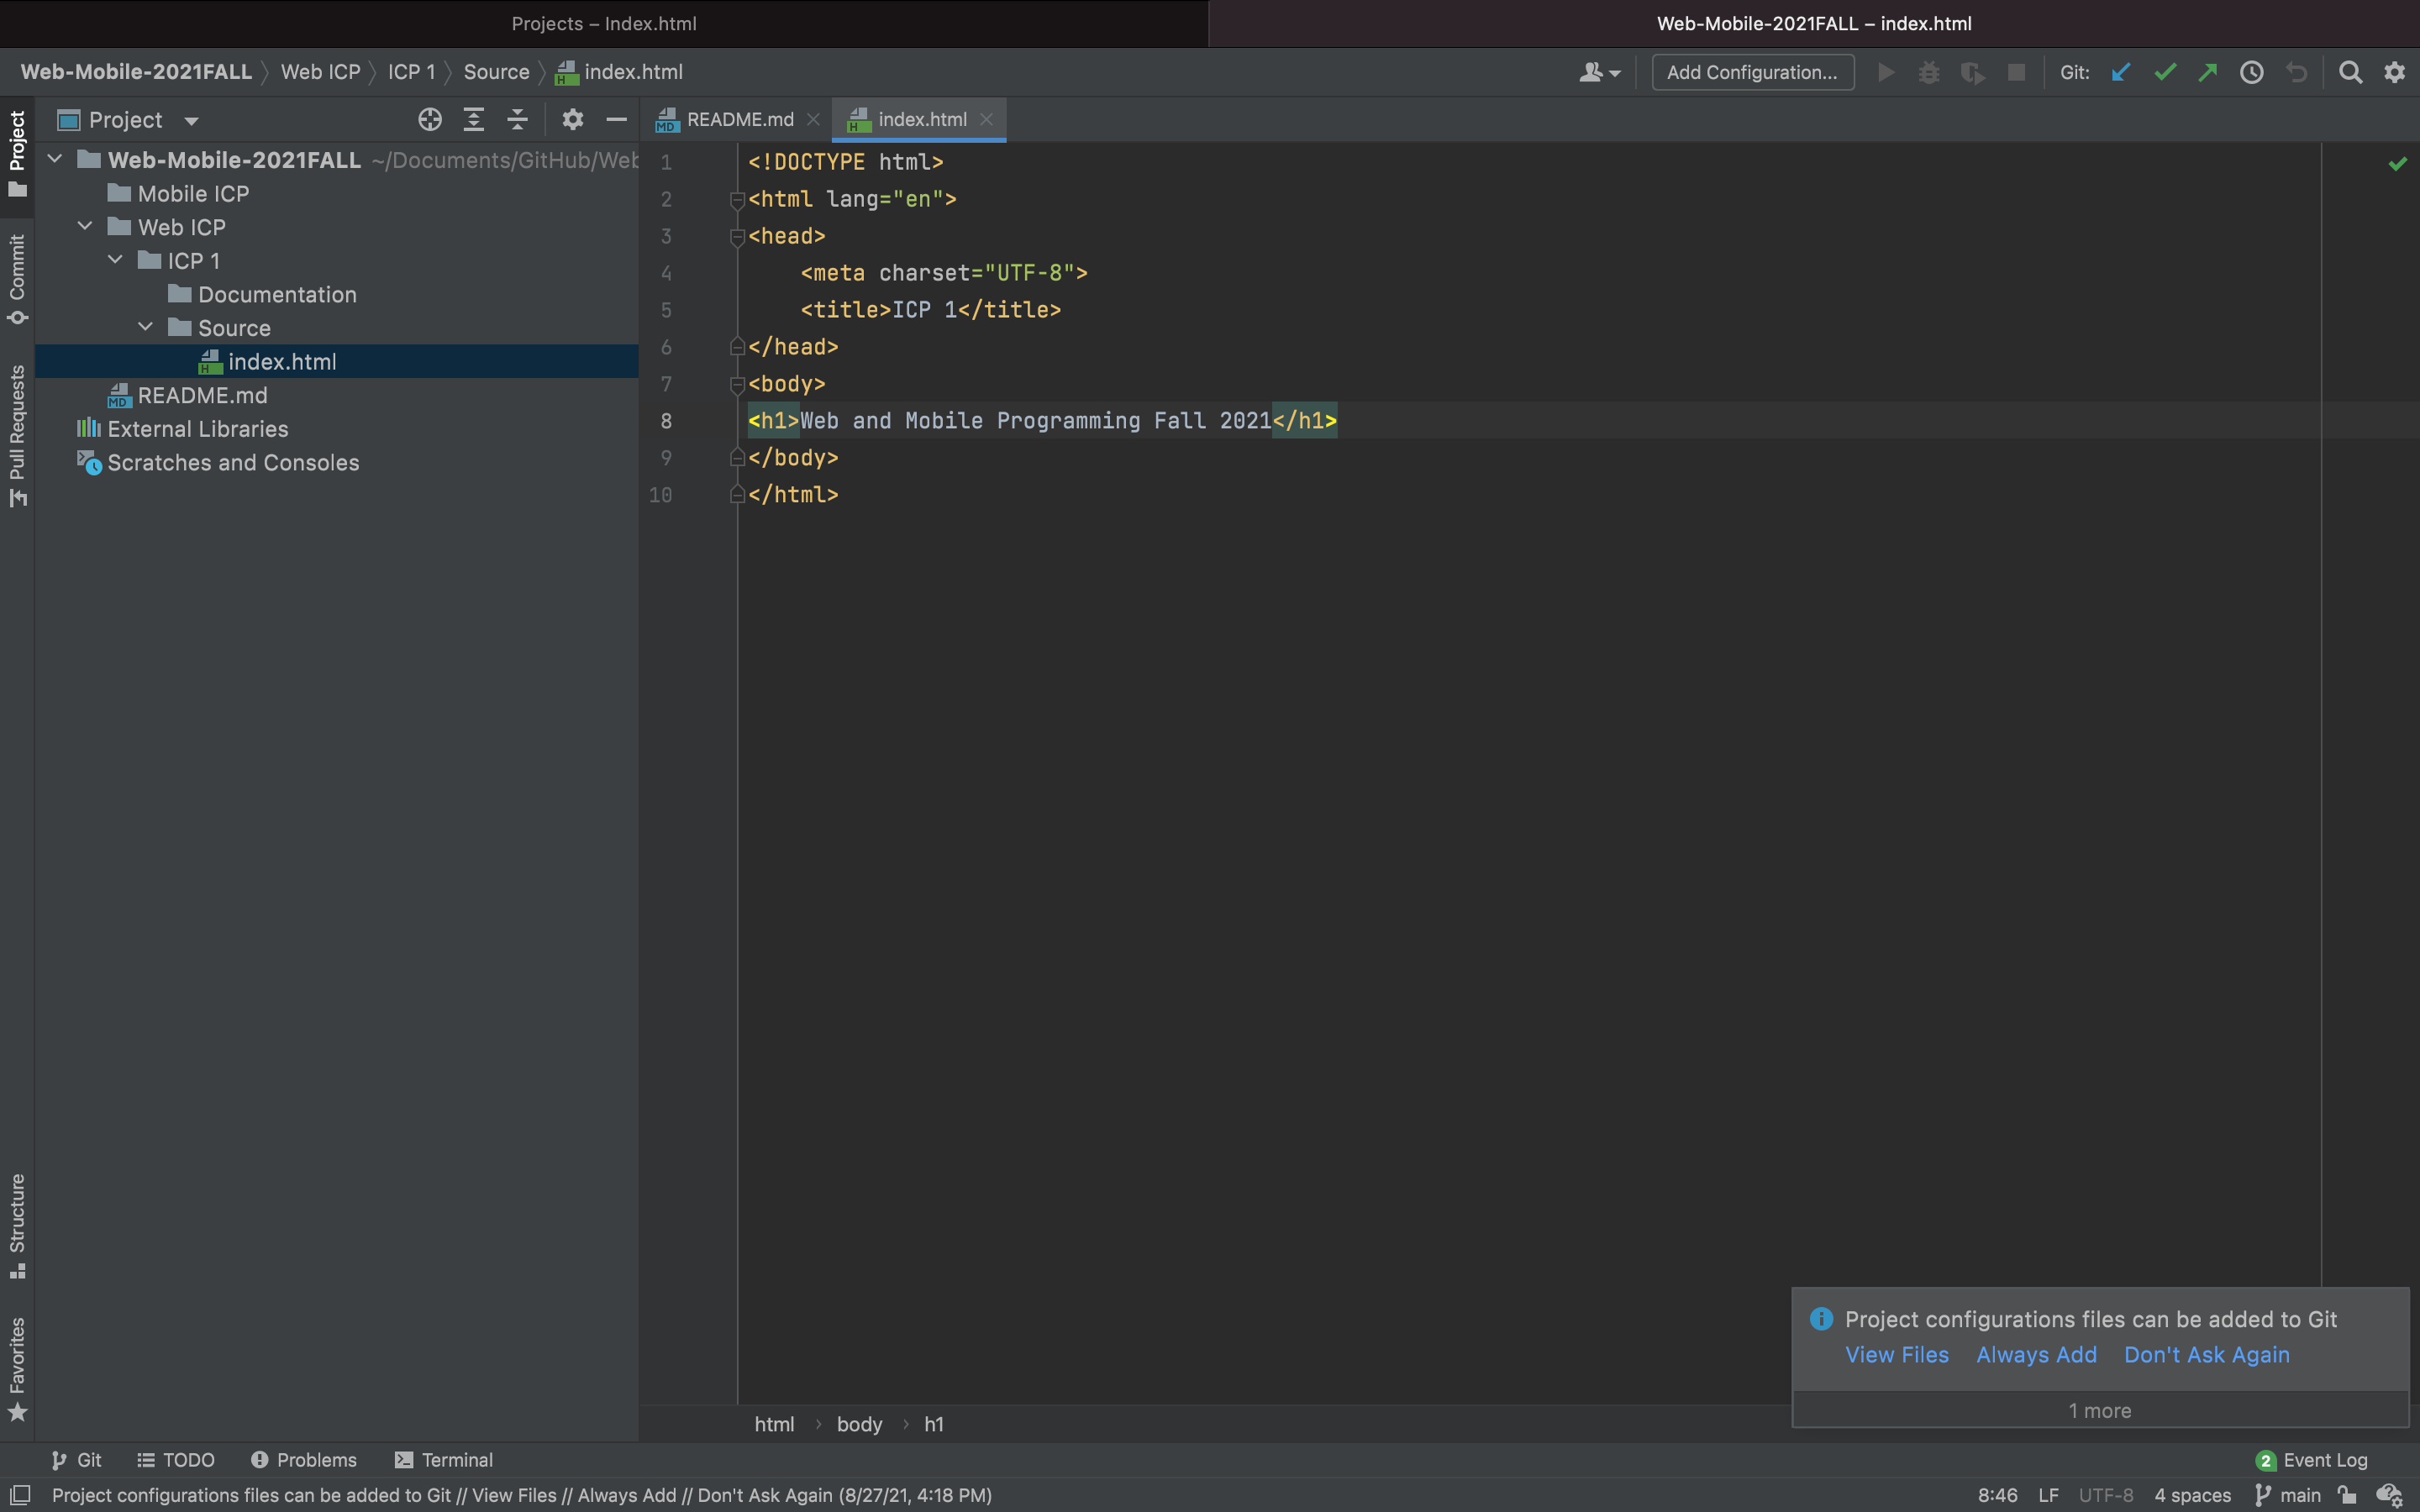 Projects – Index.html
Web-Mobile-2021FALL – index.html
Web-Mobile-2021FALL Web ICP ICP 1 Source index.html
Add Configuration... Git:
Project
README.md index.html
Project
Commit
Pull Requests
Structure
Favorites
Web-Mobile-2021FALL ~/Documents/GitHub/Web
Mobile ICP
Web ICP
ICP 1
Documentation
Source
index.html
README.md
External Libraries
Scratches and Consoles
1 <!DOCTYPE html>
2 <html lang="en">
3 <head>
4 <meta charset="UTF-8">
5 <title>ICP 1</title>
6 </head>
7 <body>
8 <h1>Web and Mobile Programming Fall 2021</h1>
9 </body>
10 </html>
Project configurations files can be added to Git
View Files Always Add Don't Ask Again
1 more
html › body › h1
Git TODO Problems Terminal
2 Event Log
Project configurations files can be added to Git // View Files // Always Add // Don't Ask Again (8/27/21, 4:18 PM)
8:46 LF UTF-8 4 spaces main